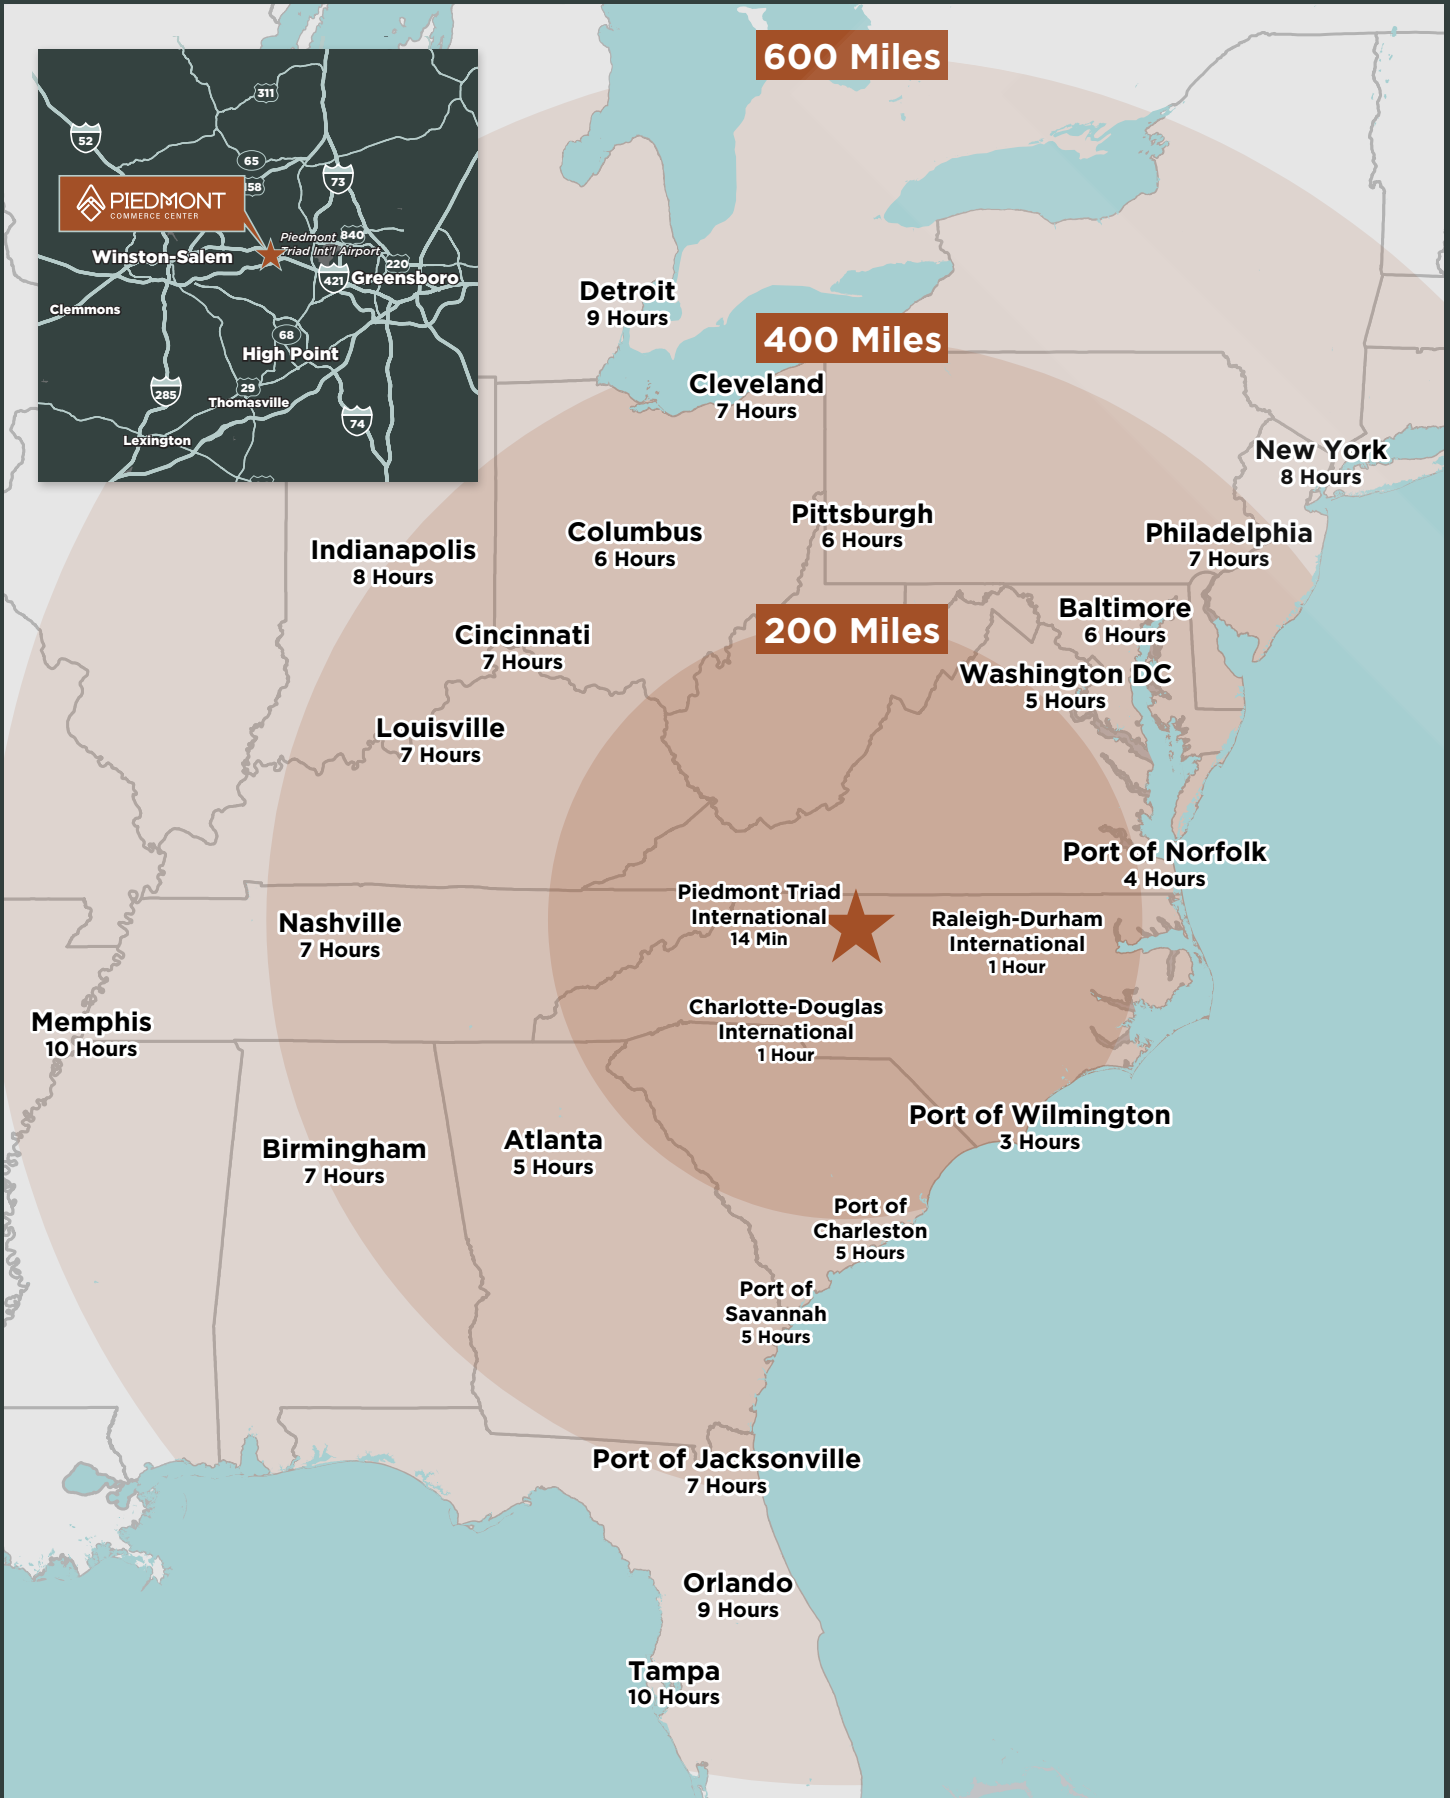 600 Miles
311
52
65
158
73
PIEDMONT
COMMERCE CENTER
840
Piedmont
Triad Int'l Airport
Winston-Salem
220
421
Greensboro
Clemmons
68
High Point
285
29
Thomasville
74
Lexington
Detroit
9 Hours
400 Miles
Cleveland
7 Hours
New York
8 Hours
Pittsburgh
6 Hours
Columbus
6 Hours
Philadelphia
7 Hours
Indianapolis
8 Hours
200 Miles
Baltimore
6 Hours
Cincinnati
7 Hours
Washington DC
5 Hours
Louisville
7 Hours
Port of Norfolk
4 Hours
Piedmont Triad
International
14 Min
Raleigh-Durham
International
1 Hour
Nashville
7 Hours
Charlotte-Douglas
International
1 Hour
Memphis
10 Hours
Port of Wilmington
3 Hours
Atlanta
5 Hours
Birmingham
7 Hours
Port of
Charleston
5 Hours
Port of
Savannah
5 Hours
Port of Jacksonville
7 Hours
Orlando
9 Hours
Tampa
10 Hours